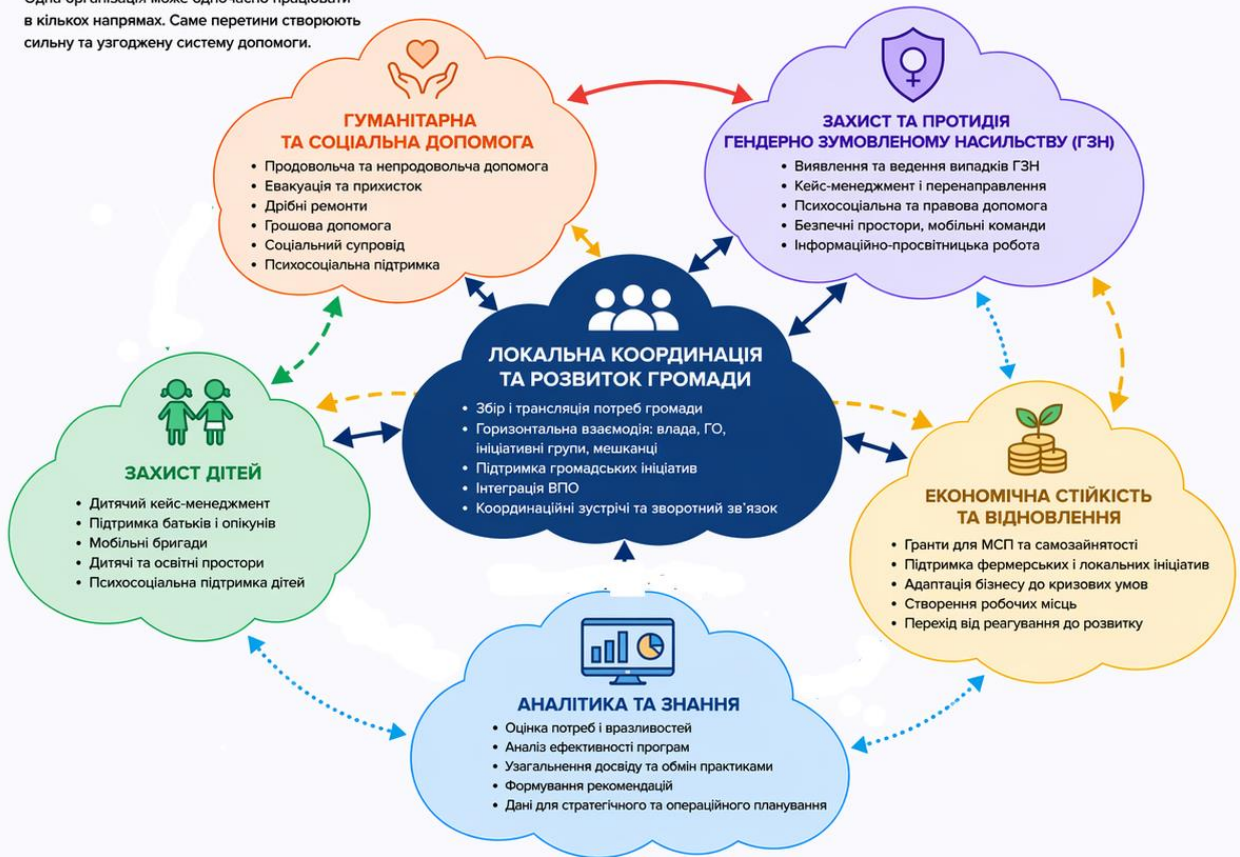 Одна організація може одночасно працювати
в кількох напрямах. Саме перетини створюють
сильну та узгоджену систему допомоги.
ГУМАНІТАРНА
ТА СОЦІАЛЬНА ДОПОМОГА
• Продовольча та непродовольча допомога
• Евакуація та прихисток
• Дрібні ремонти
• Грошова допомога
• Соціальний супровід
• Психосоціальна підтримка
ЗАХИСТ ТА ПРОТИДІЯ
ГЕНДЕРНО ЗУМОВЛЕНОМУ НАСИЛЬСТВУ (ГЗН)
• Виявлення та ведення випадків ГЗН
• Кейс-менеджмент і перенаправлення
• Психосоціальна та правова допомога
• Безпечні простори, мобільні команди
• Інформаційно-просвітницька робота
ЛОКАЛЬНА КООРДИНАЦІЯ
ТА РОЗВИТОК ГРОМАДИ
• Збір і трансляція потреб громади
• Горизонтальна взаємодія: влада, ГО,
ініціативні групи, мешканці
• Підтримка громадських ініціатив
• Інтеграція ВПО
• Координаційні зустрічі та зворотний зв’язок
ЗАХИСТ ДІТЕЙ
• Дитячий кейс-менеджмент
• Підтримка батьків і опікунів
• Мобільні бригади
• Дитячі та освітні простори
• Психосоціальна підтримка дітей
ЕКОНОМІЧНА СТІЙКІСТЬ
ТА ВІДНОВЛЕННЯ
• Гранти для МСП та самозайнятості
• Підтримка фермерських і локальних ініціатив
• Адаптація бізнесу до кризових умов
• Створення робочих місць
• Перехід від реагування до розвитку
АНАЛІТИКА ТА ЗНАННЯ
• Оцінка потреб і вразливостей
• Аналіз ефективності програм
• Узагальнення досвіду та обмін практиками
• Формування рекомендацій
• Дані для стратегічного та операційного планування